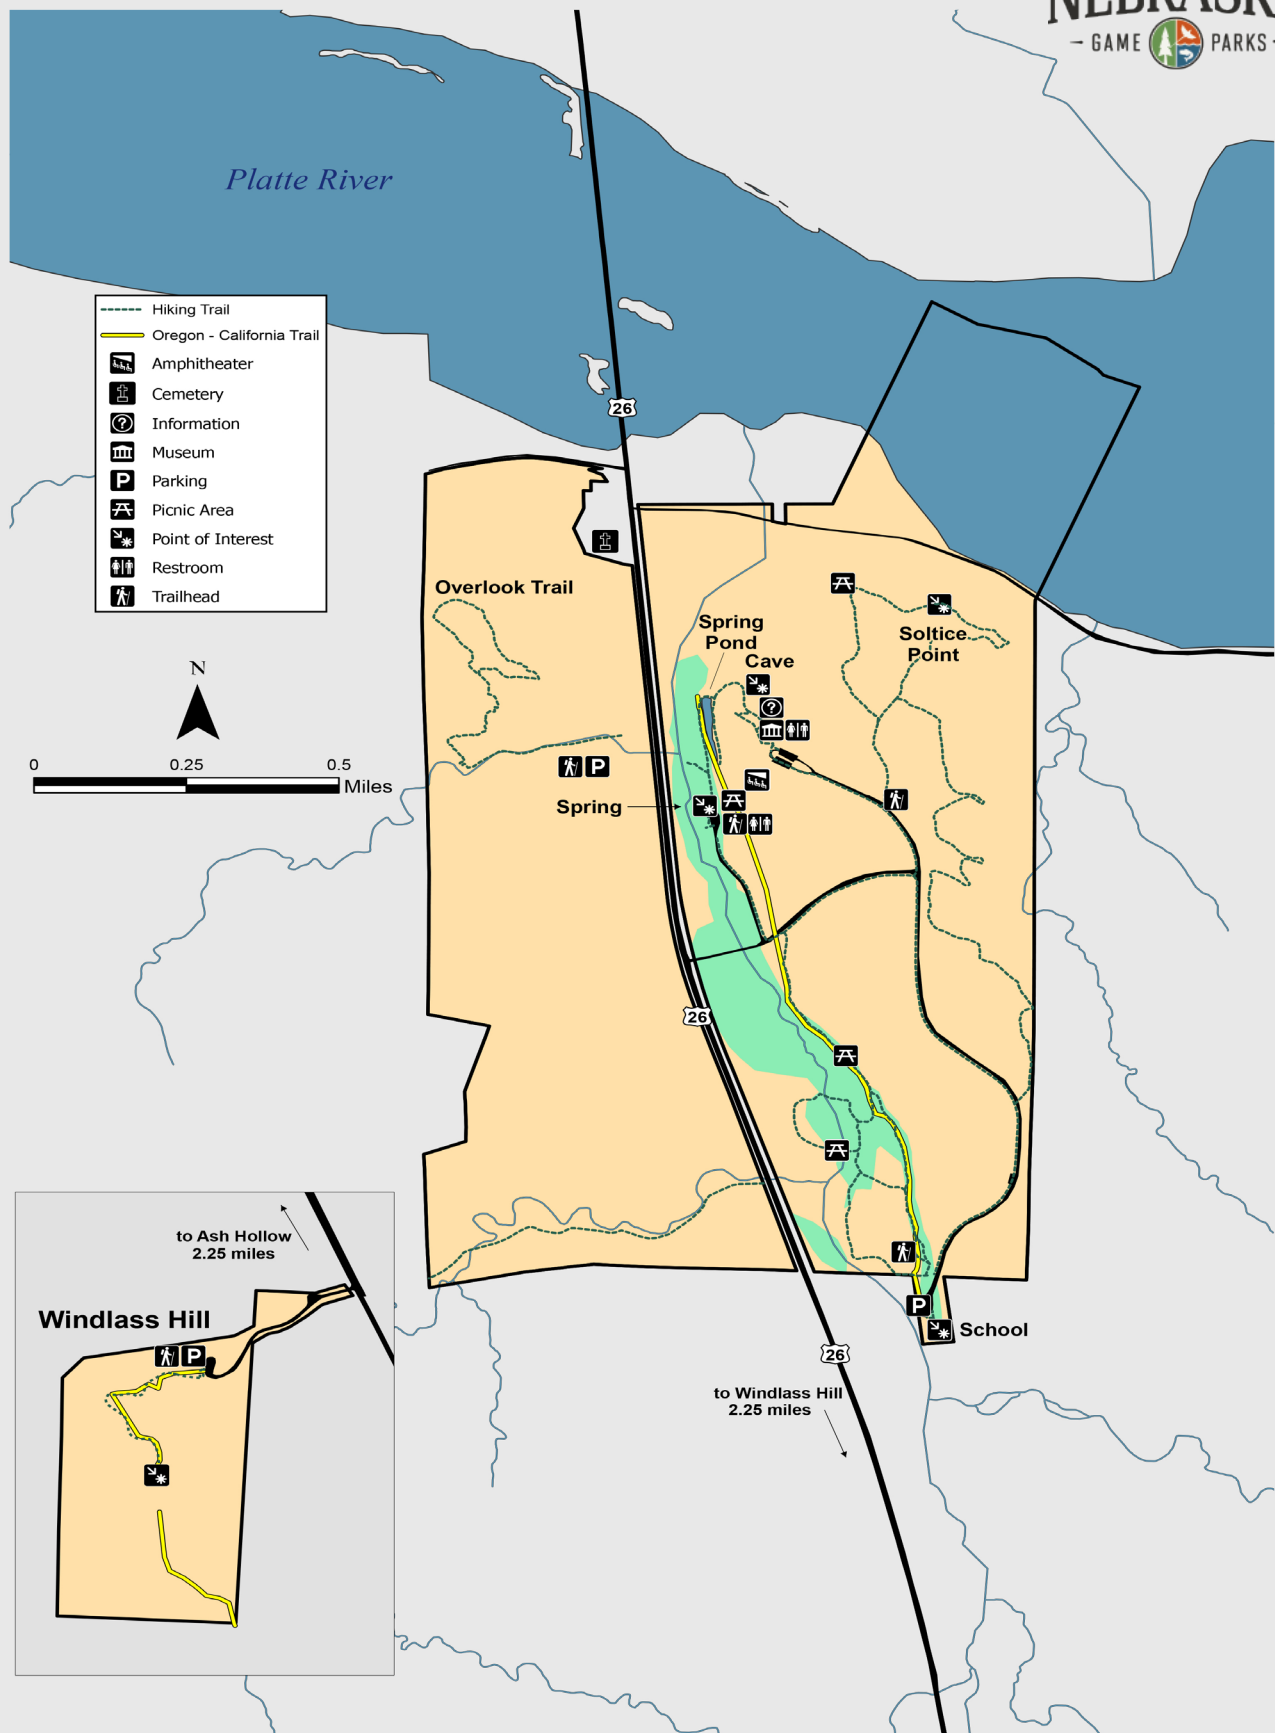 GAME
PARKS
Platte River
Hiking Trail
Oregon - California Trail
Amphitheater
Cemetery
Information
Museum
P
Parking
Picnic Area
Point of Interest
Restroom
Trailhead
26
Overlook Trail
Spring
Pond
Soltice
Point
Cave
N
0
0.25
0.5
Miles
P
Spring
26
to Ash Hollow
2.25 miles
Windlass Hill
P
P
School
26
to Windlass Hill
2.25 miles